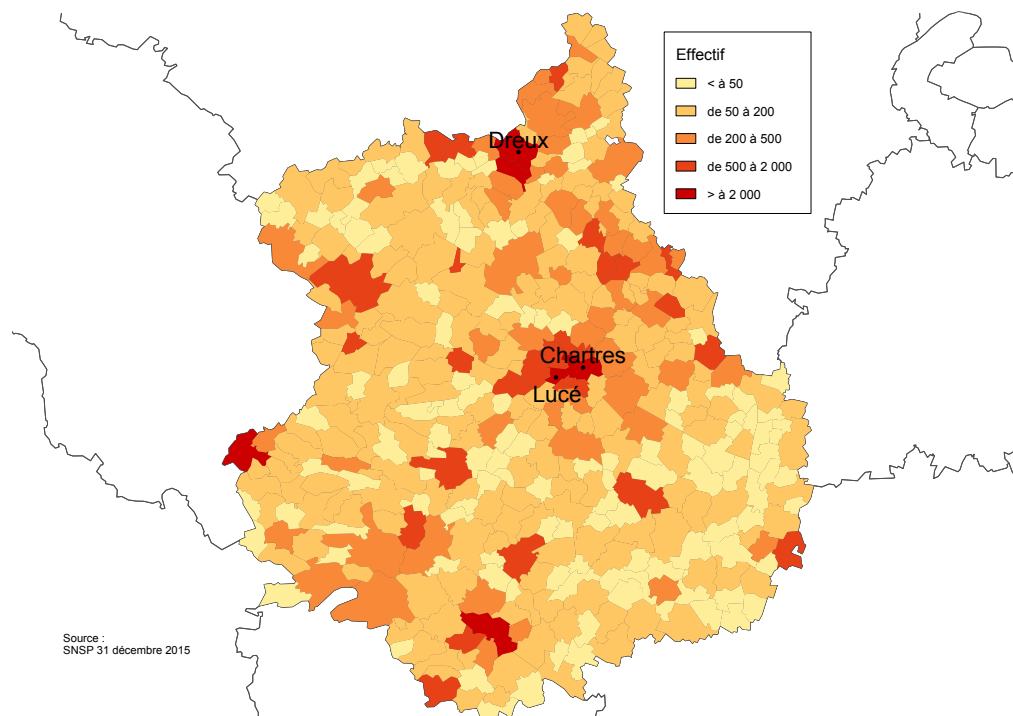 Effectif
< à 50
de 50 à 200
de 200 à 500
de 500 à 2 000
> à 2 000
Dreux
Chartres
Lucé
Source :
SNSP 31 décembre 2015